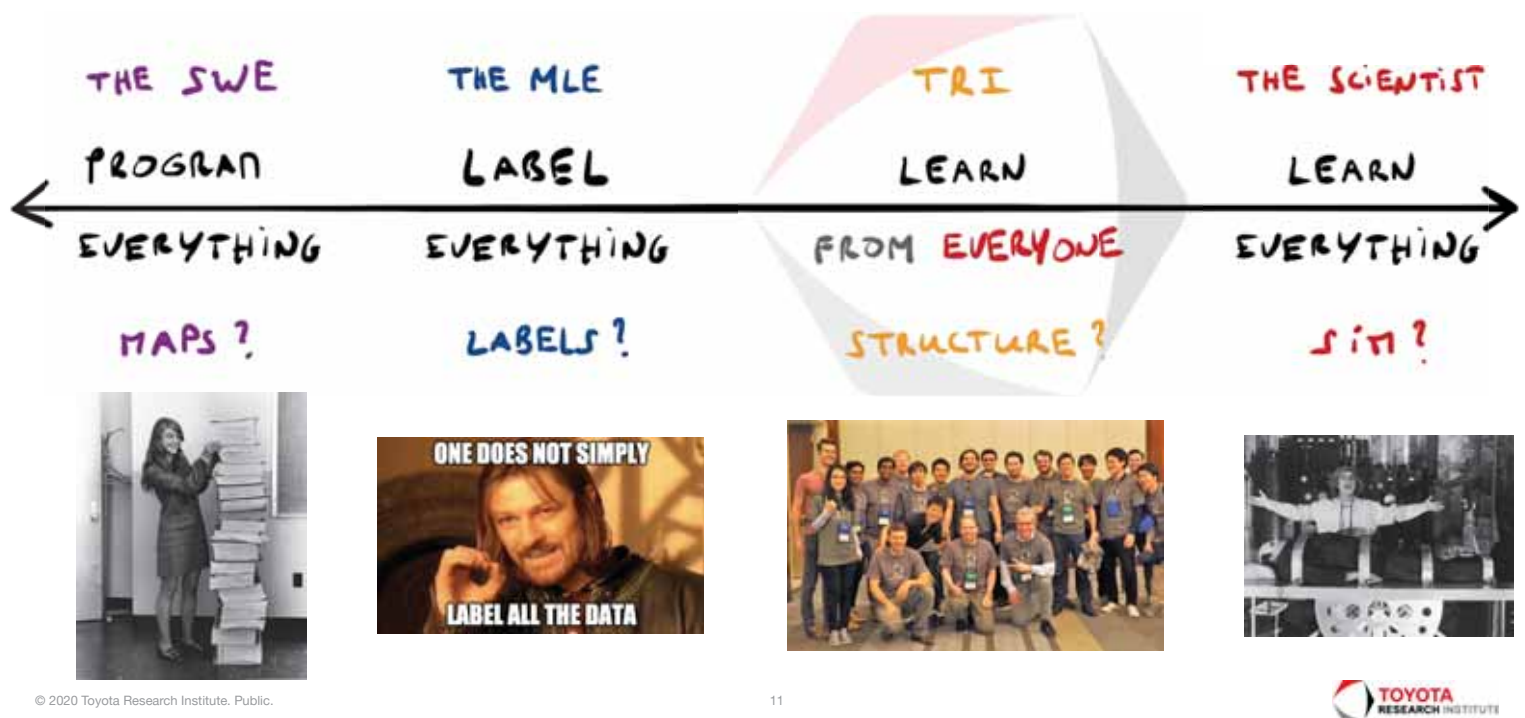 THE SWE
THE MLE
TRI
THE SCIENTIST
PROGRAM
LABEL
LEARN
LEARN
EVERYTHING
EVERYTHING
FROM EVERYONE
EVERYTHING
MAPS?
LABELS?
STRUCTURE?
SIM?
ONE DOES NOT SIMPLY
LABEL ALL THE DATA
© 2020 Toyota Research Institute. Public.
11
TOYOTA
RESEARCH INSTITUTE